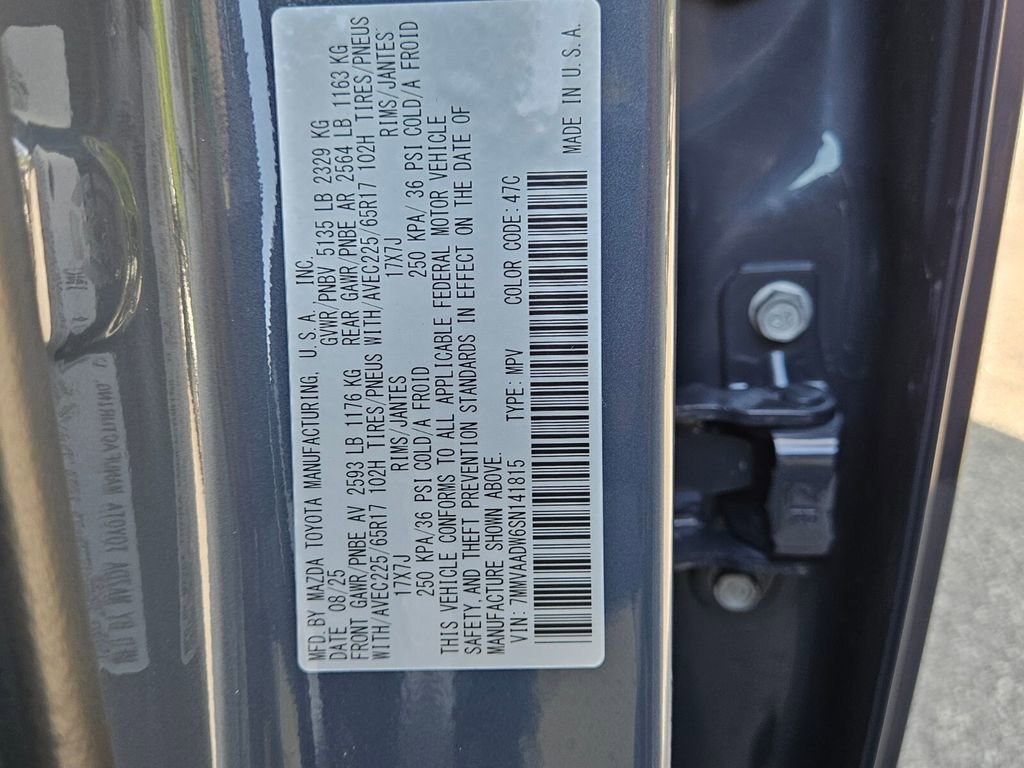 MFD.BY MAZDA TOYOTA MANUFACTURING, U.S.A, INC.
DATE 08/25 GVWR/PNBV 5135 LB 2329 KG
FRONT GAWR/PNBE AV 2593 LB 1176 KG REAR GAWR/PNBE AR 2564 LB 1163 KG
WITH/AVEC225/65R17 102H TIRES/PNEUS WITH/AVEC225/65R17 102H TIRES/PNEUS
17X7J RIMS/JANTES 17X7J RIMS/JANTES
250 KPA/36 PSI COLD/A FROID 250 KPA/36 PSI COLD/A FROID
THIS VEHICLE CONFORMS TO ALL APPLICABLE FEDERAL MOTOR VEHICLE
SAFETY AND THEFT PREVENTION STANDARDS IN EFFECT ON THE DATE OF
MANUFACTURE SHOWN ABOVE.
VIN:7MMVAADW6SN141815 TYPE:MPV COLOR CODE:47C
MADE IN U.S.A.